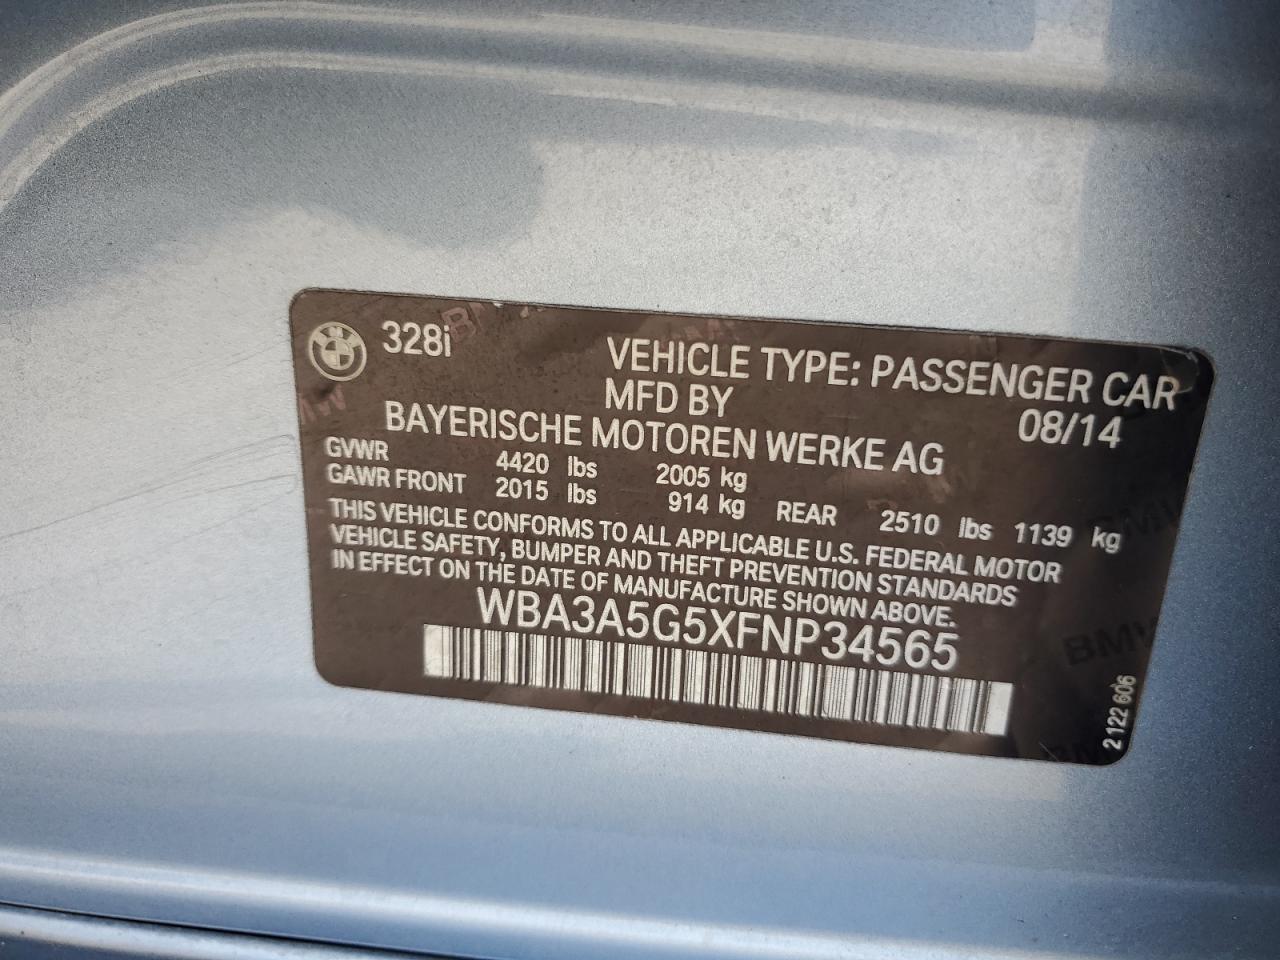 328i
VEHICLE TYPE: PASSENGER CAR
MFD BY 08/14
BAYERISCHE MOTOREN WERKE AG
GVWR 4420 lbs 2005 kg
GAWR FRONT 2015 lbs 914 kg REAR 2510 lbs 1139 kg
THIS VEHICLE CONFORMS TO ALL APPLICABLE U.S. FEDERAL MOTOR
VEHICLE SAFETY, BUMPER AND THEFT PREVENTION STANDARDS
IN EFFECT ON THE DATE OF MANUFACTURE SHOWN ABOVE.
WBA3A5G5XFNP34565
2 122 606